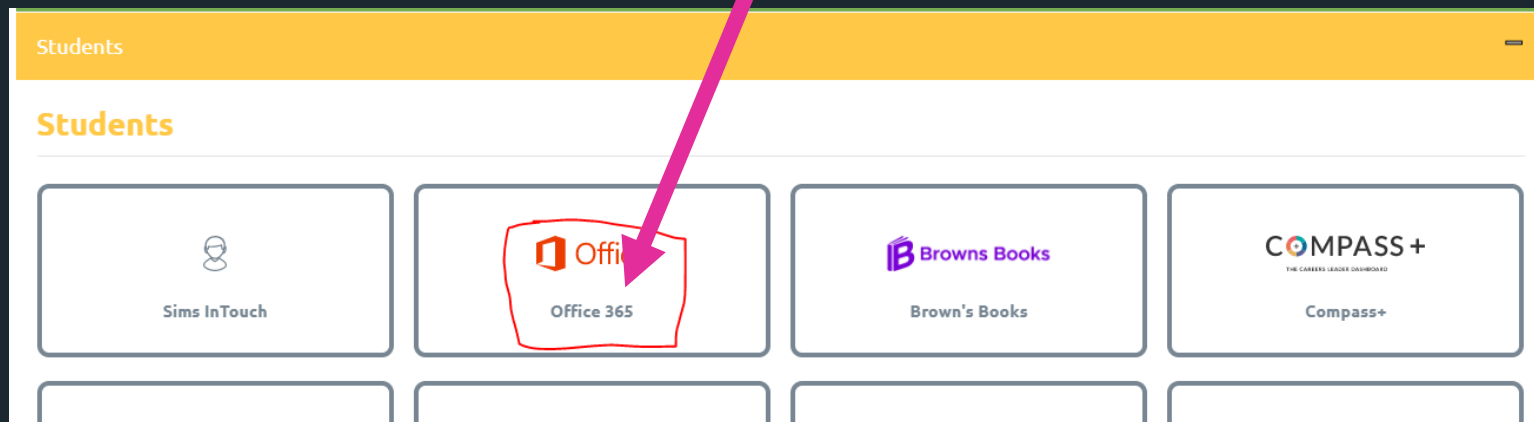 Students
Students
Sims InTouch
Office 365
Browns Books
Brown's Books
COMPASS+
THE CAREERS LEADER DASHBOARD
Compass+